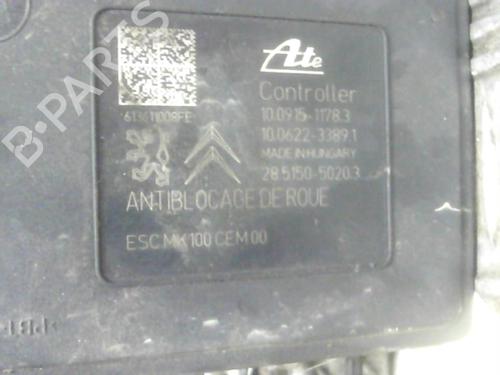 Ate
Controller
10.0915-1178.3
10.0622-3389.1
MADE IN HUNGARY
28.5150-5020.3
ANTIBLOCAGE DE ROUE
ESC MK100 CEM 00
B-PARTS